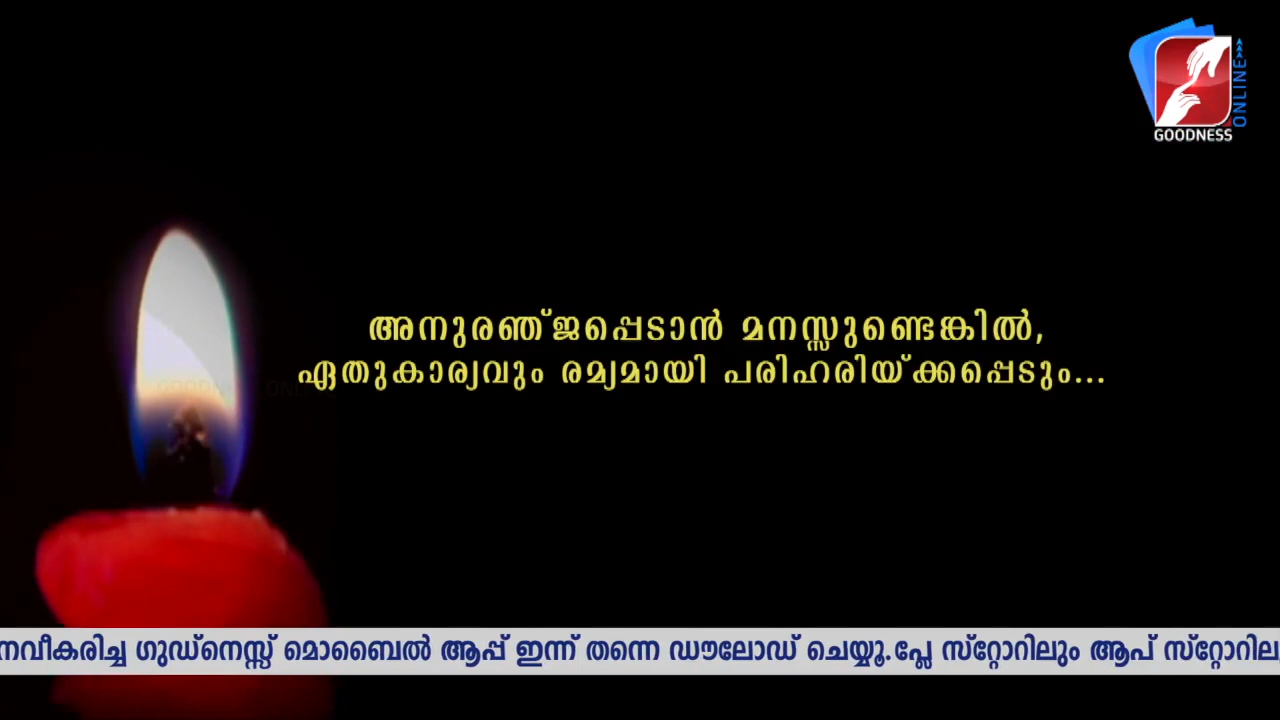 ONLINE
GOODNESS
അനുരഞ്ജപ്പെടാൻ മനസ്സുണ്ടെങ്കിൽ,
ഏതുകാര്യവും രമ്യമായി പരിഹരിയ്ക്കപ്പെടും...
നവീകരിച്ച ഗുഡ്നെസ്സ് മൊബൈൽ ആപ്പ് ഇന്ന് തന്നെ ഡൗലോഡ് ചെയ്യൂ.പ്ലേ സ്റ്റോറിലും ആപ് സ്റ്റോറില